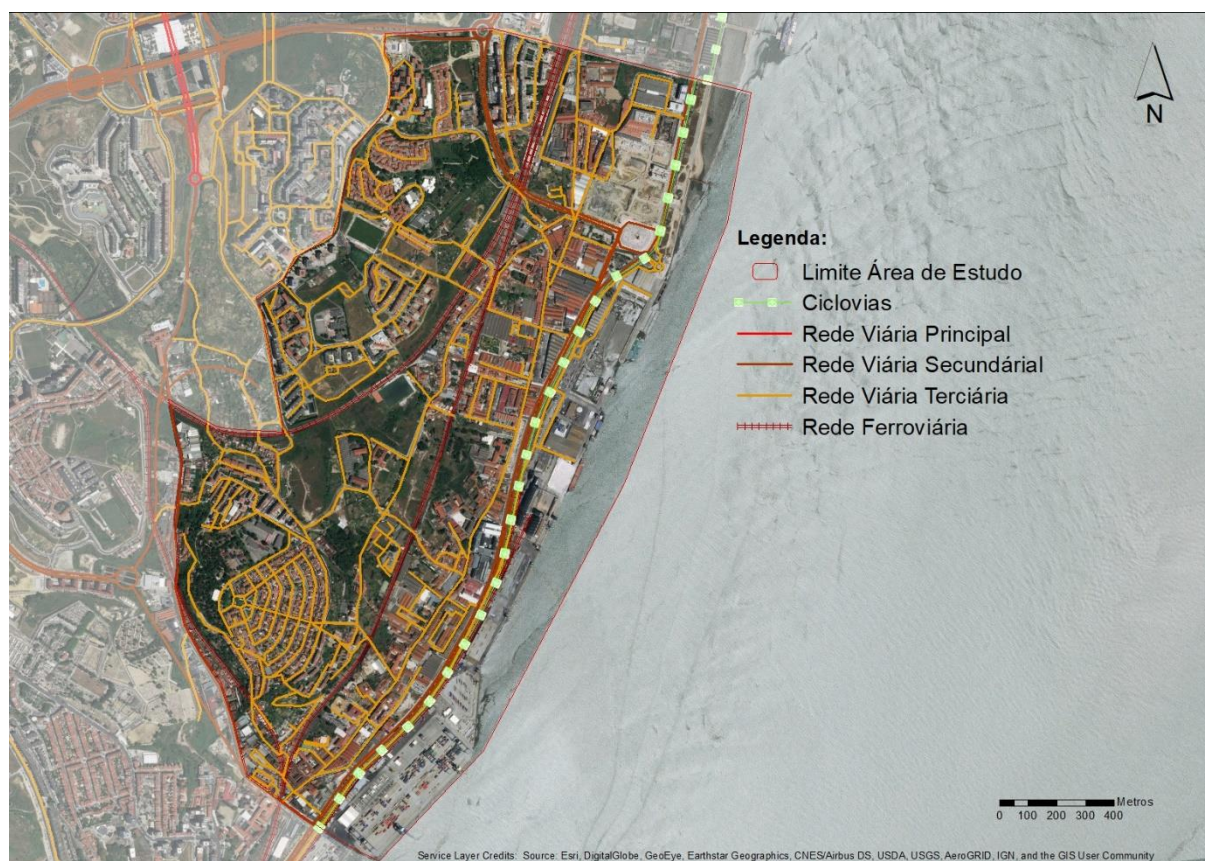 N
Legenda:
Limite Área de Estudo
Ciclovias
Rede Viária Principal
Rede Viária Secundárial
Rede Viária Terciária
Rede Ferroviária
Metros
0 100 200 300 400
Service Layer Credits: Source: Esri, DigitalGlobe, GeoEye, Earthstar Geographics, CNES/Airbus DS, USDA, USGS, AeroGRID, IGN, and the GIS User Community